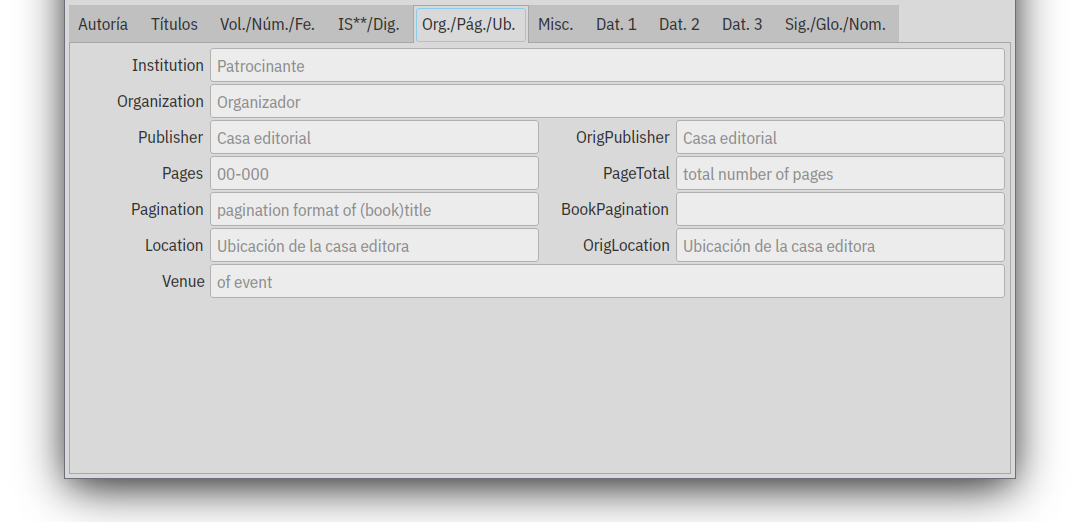 Autoría Títulos Vol./Núm./Fe. IS**/Dig. Org./Pág./Ub. Misc. Dat. 1 Dat. 2 Dat. 3 Sig./Glo./Nom.
Institution Patrocinante
Organization Organizador
Publisher Casa editorial OrigPublisher Casa editorial
Pages 00-000 PageTotal total number of pages
Pagination pagination format of (book)title BookPagination
Location Ubicación de la casa editora OrigLocation Ubicación de la casa editora
Venue of event